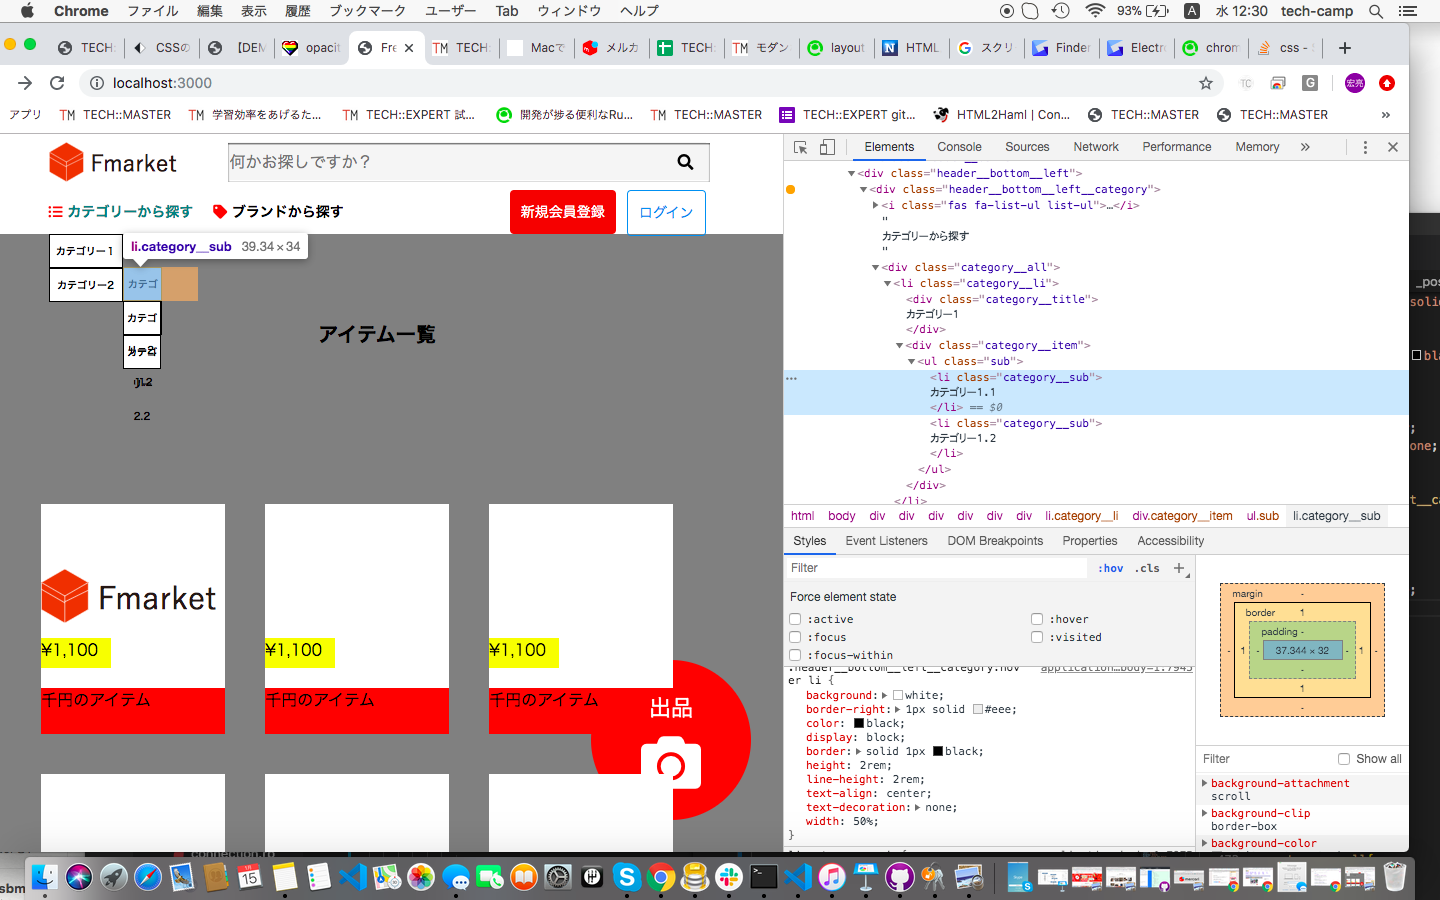 Chrome ファイル 編集 表示 履歴 ブックマーク ユーザー Tab ウィンドウ ヘルプ 93% A 水 12:30 tech-camp
TECH: CSSの 【DEM opacit Fre TECH: Macで メルカ TECH: モダン layout HTML スクリ Finder Electro chrom css -
localhost:3000
アプリ TECH::MASTER 学習効率をあげるた... TECH::EXPERT 試... 開発が捗る便利なRu... TECH::MASTER TECH::EXPERT git... HTML2Haml | Con... TECH::MASTER TECH::MASTER »
Fmarket
何かお探しですか？
カテゴリーから探す ブランドから探す
新規会員登録 ログイン
カテゴリー1
li.category__sub 39.34 × 34
カテゴリー2 カテゴ
カテゴ
アイテム一覧
2.2
Fmarket
¥1,100 ¥1,100 ¥1,100
千円のアイテム 千円のアイテム 千円のアイテム
出品
Elements Console Sources Network Performance Memory »
<div class="header__bottom__left">
<div class="header__bottom__left__category">
<i class="fas fa-list-ul list-ul">…</i>
"
カテゴリーから探す
"
<div class="category__all">
<li class="category__li">
<div class="category__title">
カテゴリー1
</div>
<div class="category__item">
<ul class="sub">
<li class="category__sub">
カテゴリー1.1
</li> == $0
<li class="category__sub">
カテゴリー1.2
</li>
</ul>
</div>
</li>
html body div div div div div div li.category__li div.category__item ul.sub li.category__sub
Styles Event Listeners DOM Breakpoints Properties Accessibility
Filter :hov .cls +
Force element state
:active :hover
:focus :visited
:focus-within
.header__bottom__left__category:hov application…body=1:7945
er li {
background: white;
border-right: 1px solid #eee;
color: black;
display: block;
border: solid 1px black;
height: 2rem;
line-height: 2rem;
text-align: center;
text-decoration: none;
width: 50%;
}
margin -
border 1
padding -
- 1 - 37.344 × 32 - 1 -
-
1
-
Filter Show all
background-attachment
scroll
background-clip
border-box
background-color
_pos
solid
bla
;
one;
t__ca
;
15